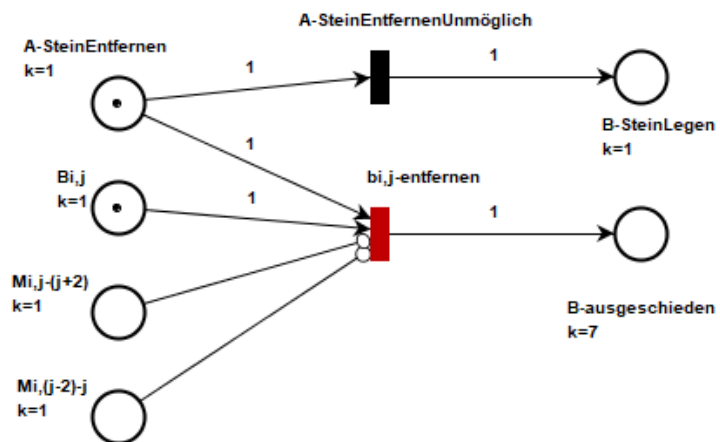 A-SteinEntfernenUnmöglich
A-SteinEntfernen
k=1
1
1
B-SteinLegen
k=1
1
Bi,j
k=1
1
bi,j-entfernen
1
Mi,j-(j+2)
k=1
B-ausgeschieden
k=7
Mi,(j-2)-j
k=1